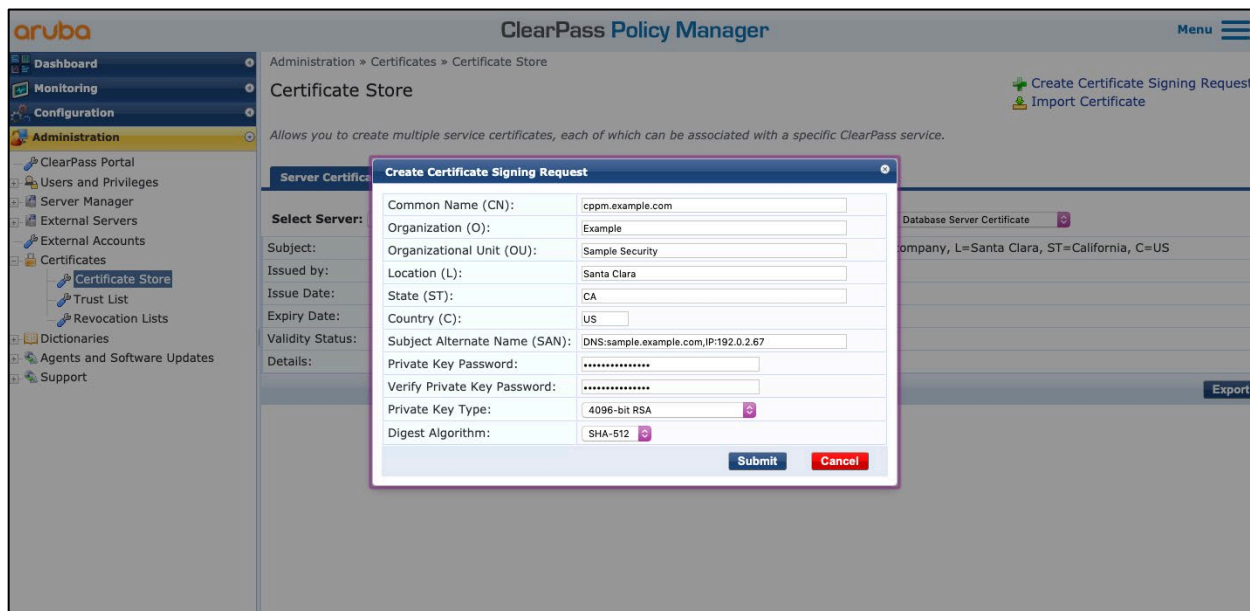 aruba
ClearPass Policy Manager
Menu
Dashboard
Monitoring
Configuration
Administration
ClearPass Portal
Users and Privileges
Server Manager
External Servers
External Accounts
Certificates
Certificate Store
Trust List
Revocation Lists
Dictionaries
Agents and Software Updates
Support
Administration » Certificates » Certificate Store
Certificate Store
Create Certificate Signing Request
Import Certificate
Allows you to create multiple service certificates, each of which can be associated with a specific ClearPass service.
Server Certifica
Select Server:
Database Server Certificate
Subject:
ompany, L=Santa Clara, ST=California, C=US
Issued by:
Issue Date:
Expiry Date:
Validity Status:
Details:
Export
Create Certificate Signing Request
Common Name (CN): cppm.example.com
Organization (O): Example
Organizational Unit (OU): Sample Security
Location (L): Santa Clara
State (ST): CA
Country (C): US
Subject Alternate Name (SAN): DNS:sample.example.com,IP:192.0.2.67
Private Key Password: •••••••••••••••
Verify Private Key Password: •••••••••••••••
Private Key Type: 4096-bit RSA
Digest Algorithm: SHA-512
Submit Cancel